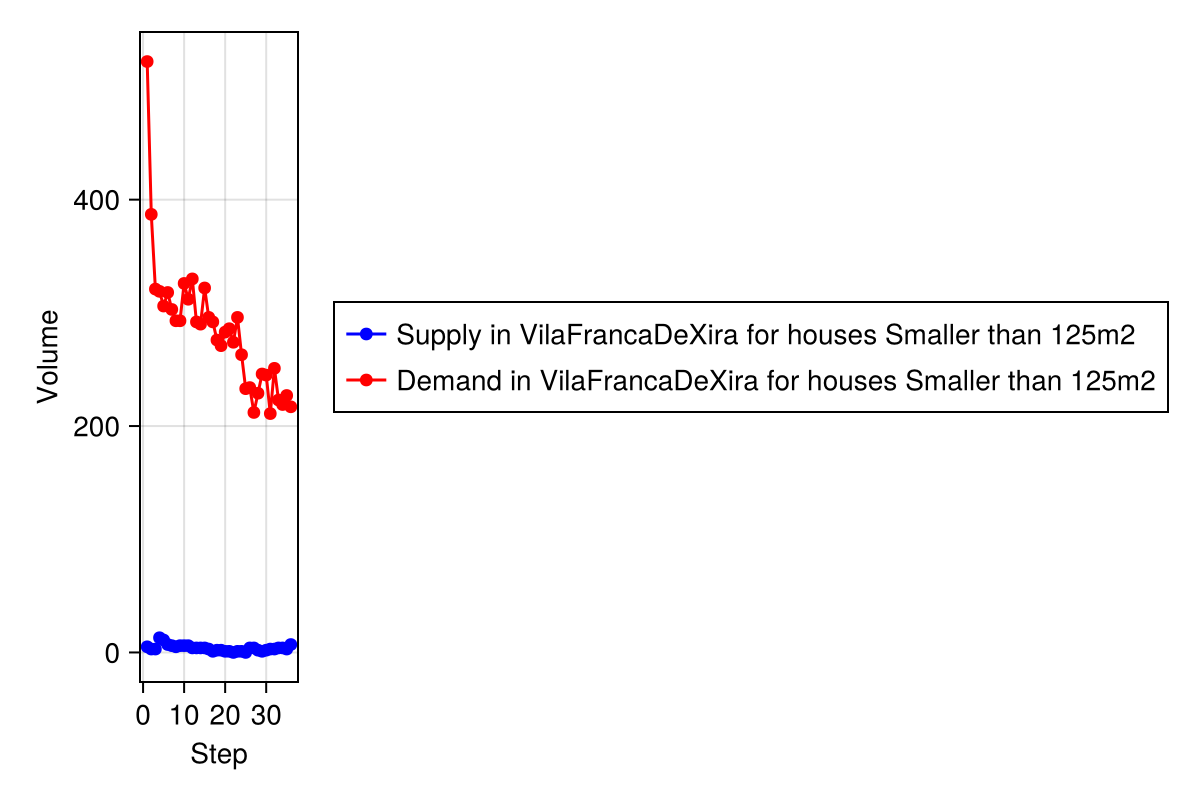 Volume
400
200
0
0 10 20 30
Step
Supply in VilaFrancaDeXira for houses Smaller than 125m2
Demand in VilaFrancaDeXira for houses Smaller than 125m2